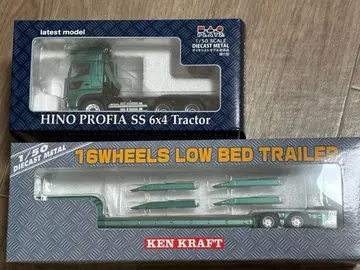 latest model
PLATZ
1/50 SCALE
DIECAST METAL
HINO PROFIA SS 6x4 Tractor
1/50
DIECAST METAL
16WHEELS LOW BED TRAILER
KEN KRAFT